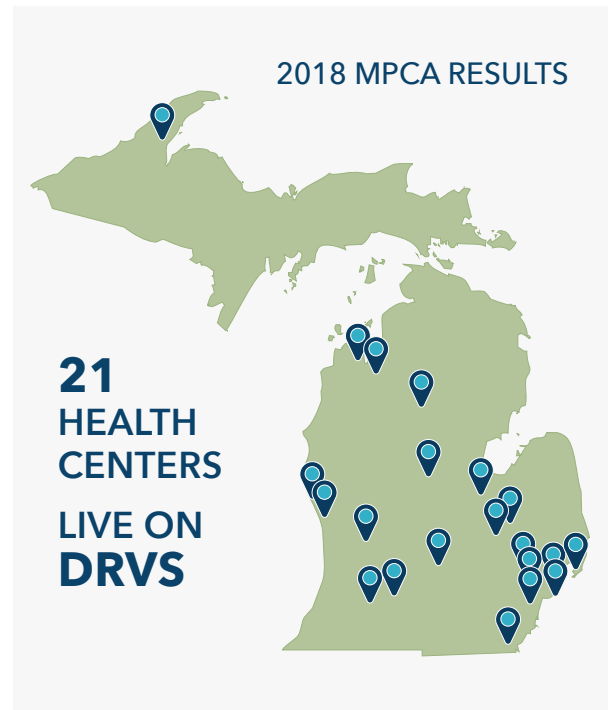 2018 MPCA RESULTS
21
HEALTH
CENTERS
LIVE ON
DRVS